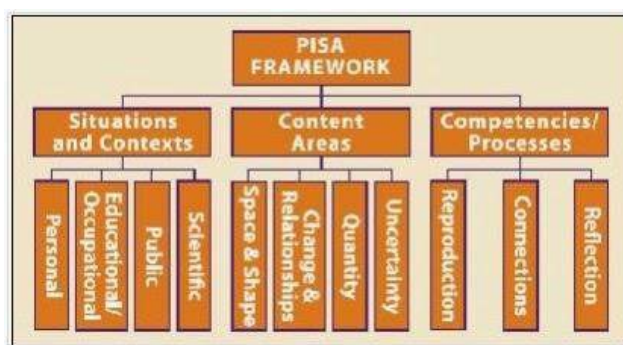 PISA
FRAMEWORK
Situations
and Contexts
Content
Areas
Competencies/
Processes
Personal
Educational/
Occupational
Public
Scientific
Space & Shape
Change &
Relationships
Quantity
Uncertainty
Reproduction
Connections
Reflection